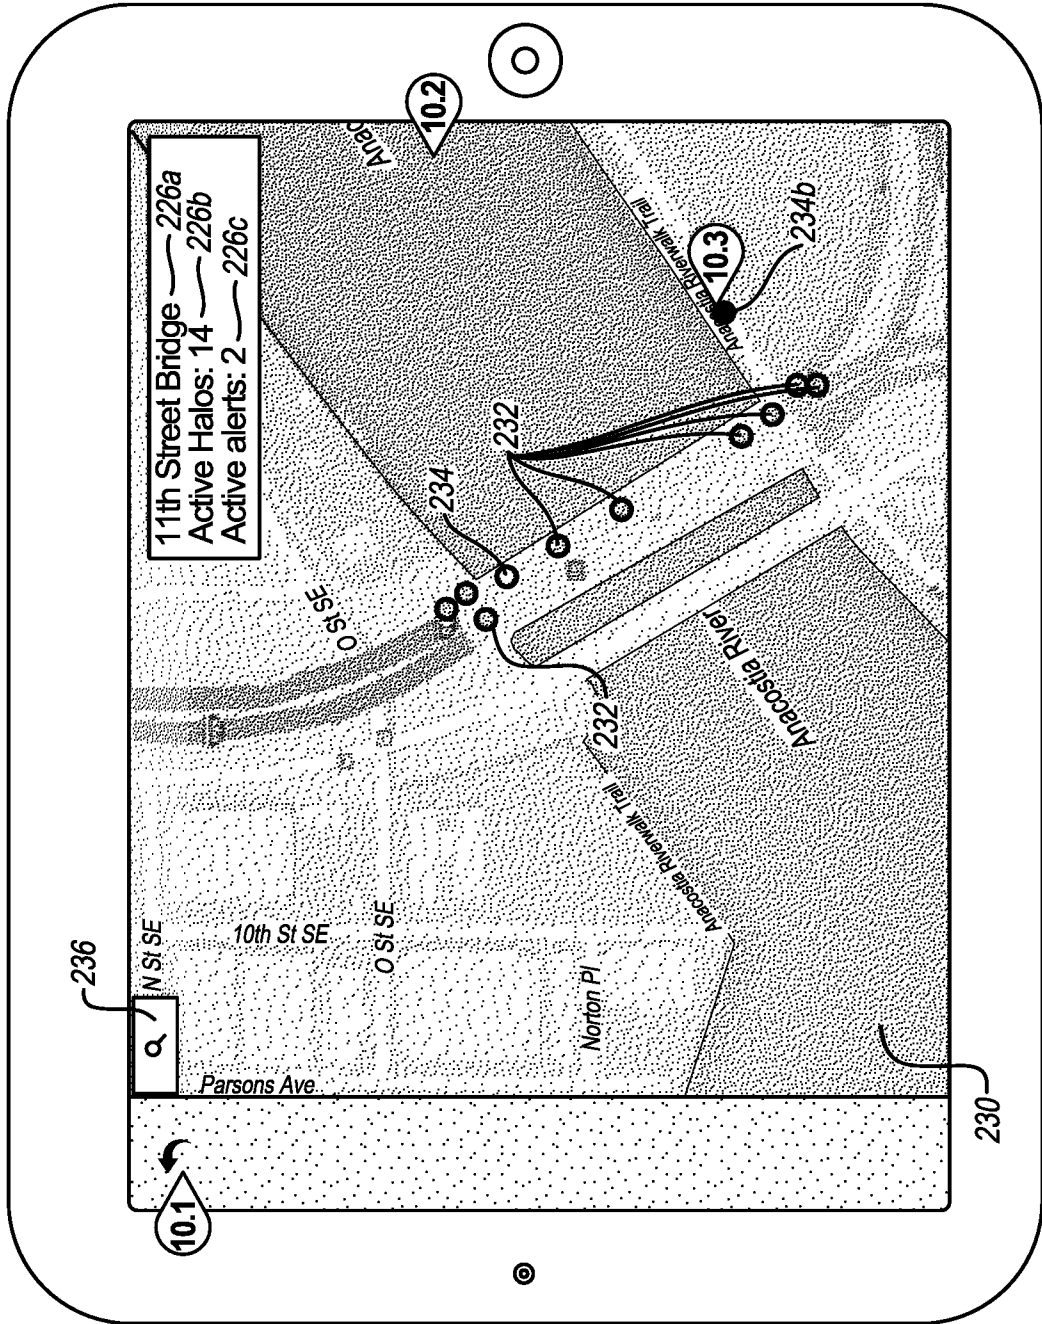 236
N St SE
11th Street Bridge 226a
Active Halos: 14 226b
Active alerts: 2 226c
10.1
10.2
Anac
Parsons Ave
10th St SE
O St SE
O St SE
234
232
Norton Pl
232
Anacostia Riverwalk Trail
Anacostia River
Anacostia Riverwalk Trail
10.3
234b
230